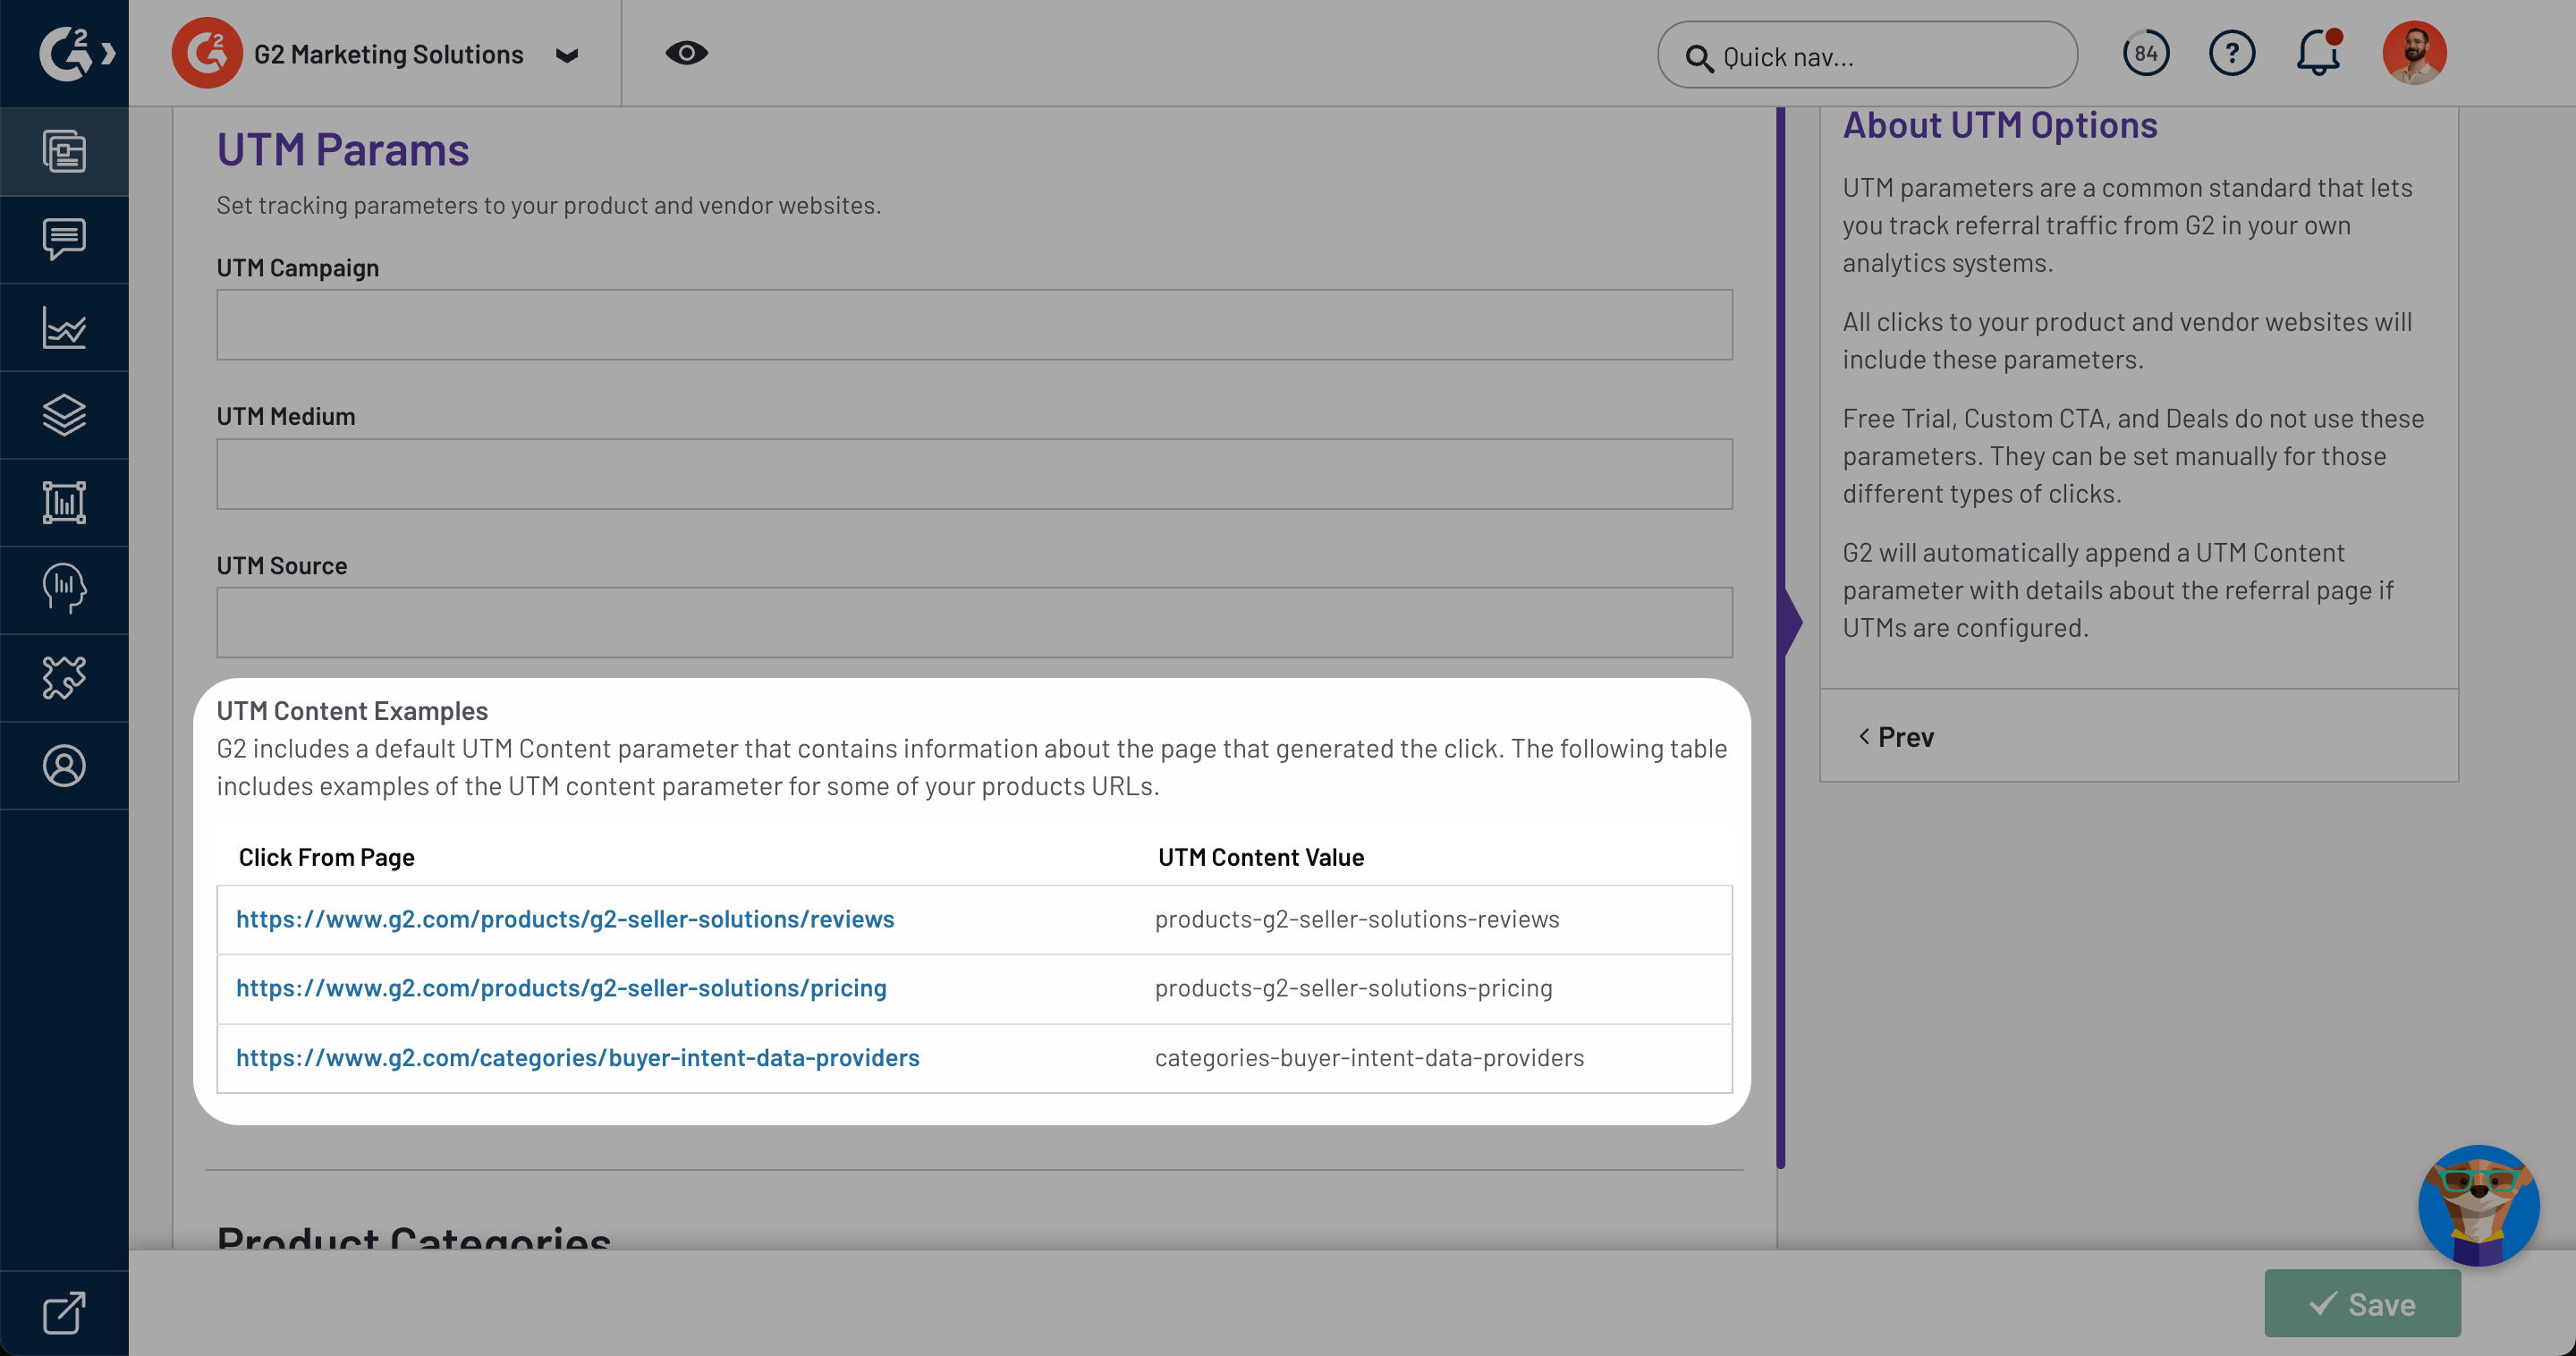 G2 Marketing Solutions
Quick nav...
84
?
UTM Params
Set tracking parameters to your product and vendor websites.
UTM Campaign
UTM Medium
UTM Source
UTM Content Examples
G2 includes a default UTM Content parameter that contains information about the page that generated the click. The following table
includes examples of the UTM content parameter for some of your products URLs.
Click From Page UTM Content Value
https://www.g2.com/products/g2-seller-solutions/reviews products-g2-seller-solutions-reviews
https://www.g2.com/products/g2-seller-solutions/pricing products-g2-seller-solutions-pricing
https://www.g2.com/categories/buyer-intent-data-providers categories-buyer-intent-data-providers
Product Categories
About UTM Options
UTM parameters are a common standard that lets
you track referral traffic from G2 in your own
analytics systems.
All clicks to your product and vendor websites will
include these parameters.
Free Trial, Custom CTA, and Deals do not use these
parameters. They can be set manually for those
different types of clicks.
G2 will automatically append a UTM Content
parameter with details about the referral page if
UTMs are configured.
< Prev
Save